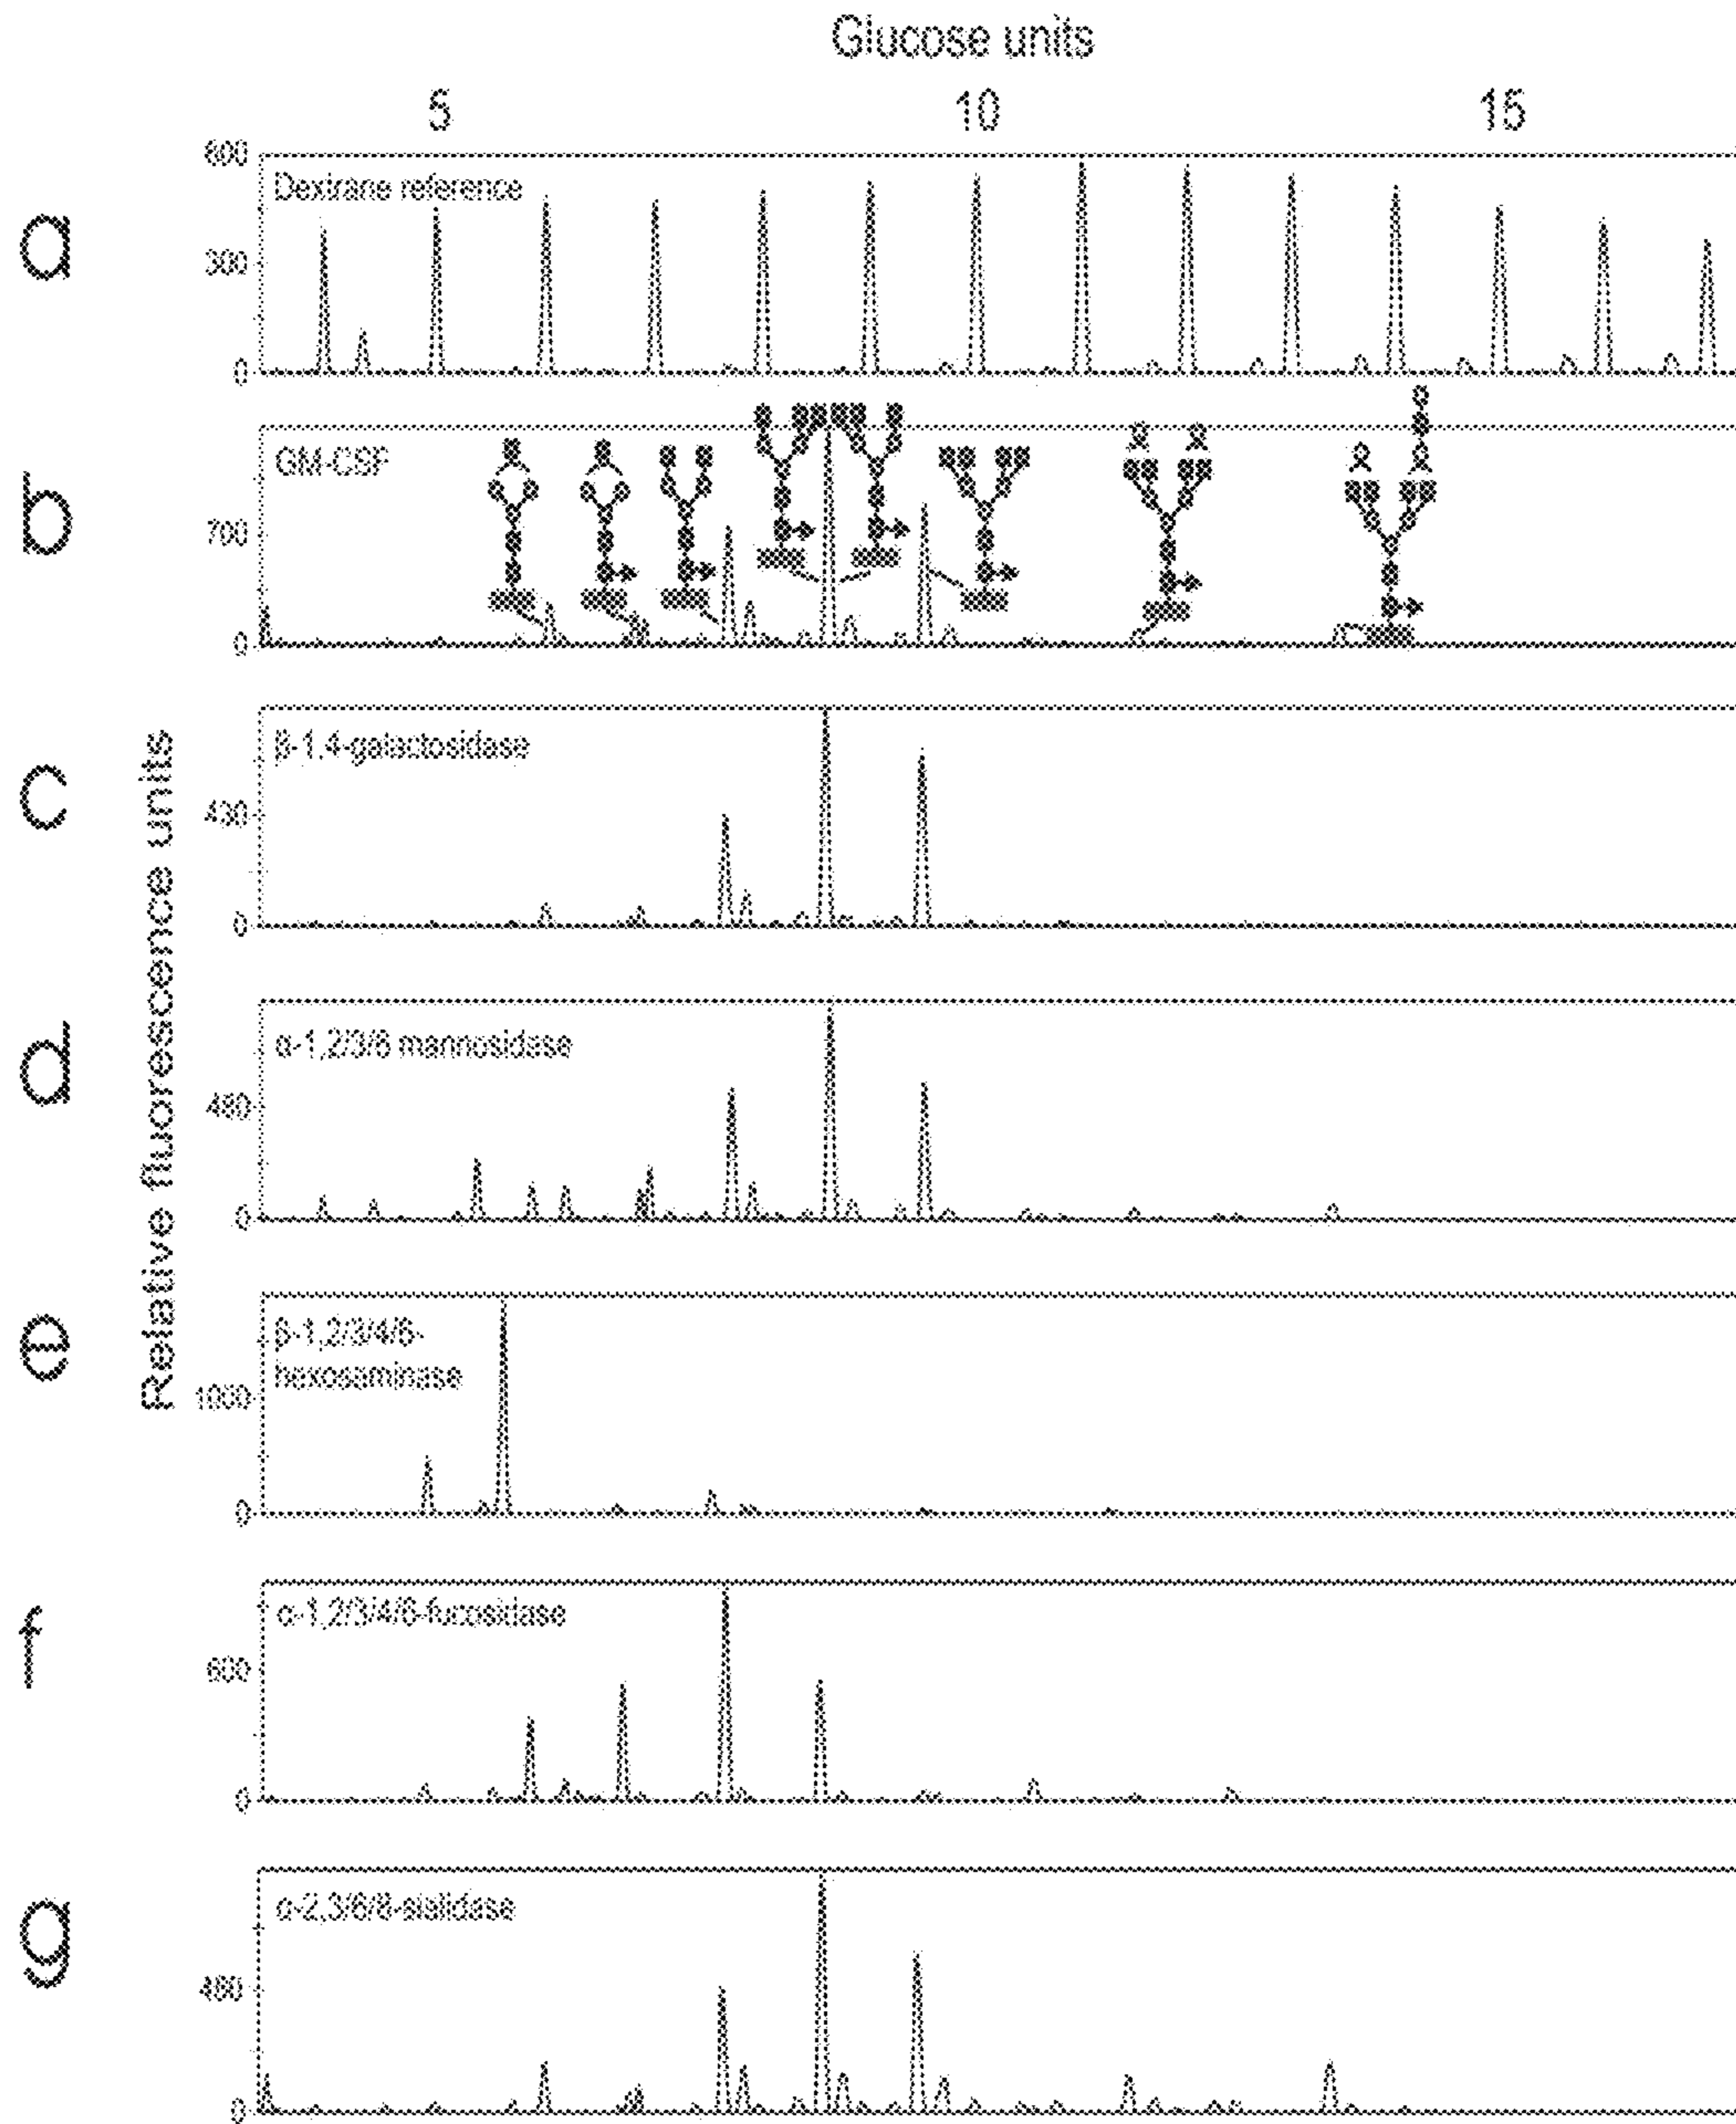 Glucose units
5 10 15
a
600
Dextrane reference
300
0
b
GM-CSF
700
0
c
β-1,4-galactosidase
430
0
d
α-1,2/3/6 mannosidase
480
0
e
β-1,2/3/4/6-
hexosaminase
1000
0
f
α-1,2/3/4/6-fucosidase
600
0
g
α-2,3/6/8-sialidase
480
0
Relative fluorescence units